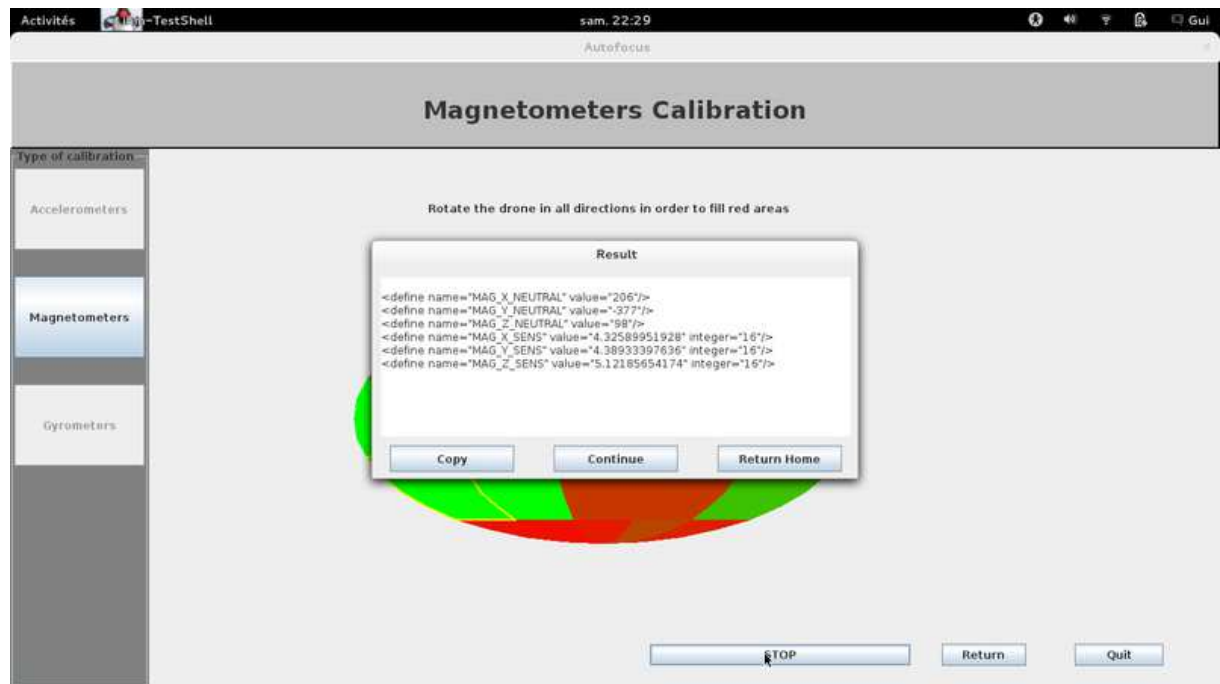 Activités
-TestShell
sam. 22:29
Gui
Autofocus
Magnetometers Calibration
Type of calibration
Accelerometers
Magnetometers
Gyrometers
Rotate the drone in all directions in order to fill red areas
Result
<define name="MAG_X_NEUTRAL" value="206"/>
<define name="MAG_Y_NEUTRAL" value="-377"/>
<define name="MAG_Z_NEUTRAL" value="98"/>
<define name="MAG_X_SENS" value="4.32589951928" integer="16"/>
<define name="MAG_Y_SENS" value="4.38933397636" integer="16"/>
<define name="MAG_Z_SENS" value="5.12185654174" integer="16"/>
Copy
Continue
Return Home
STOP
Return
Quit